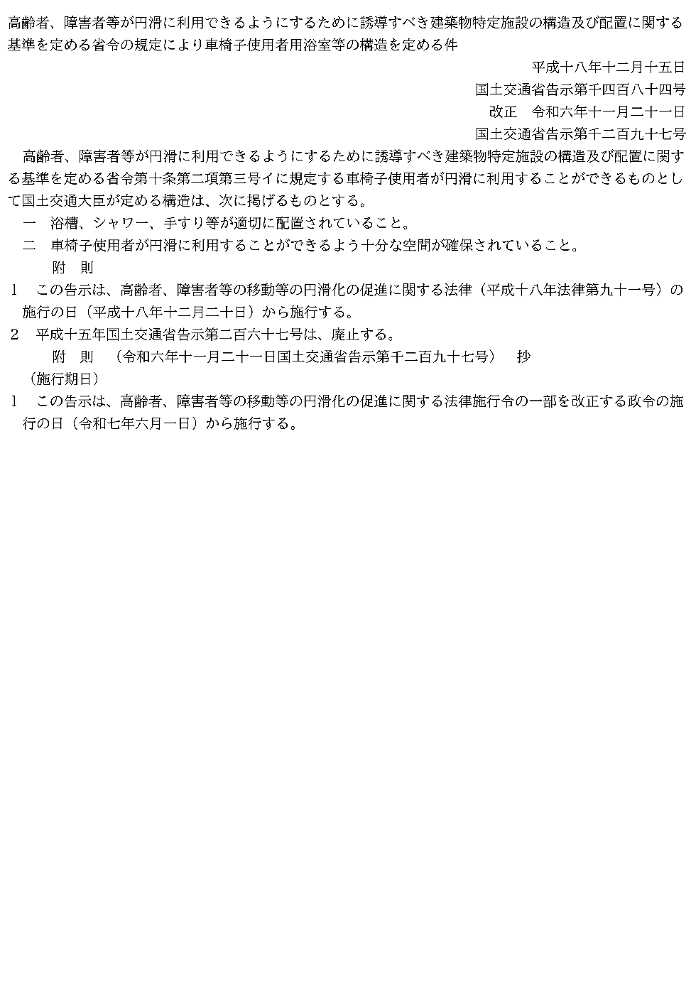 高齢者、障害者等が円滑に利用できるようにするために誘導すべき建築物特定施設の構造及び配置に関する
基準を定める省令の規定により車椅子使用者用浴室等の構造を定める件
平成十八年十二月十五日
国土交通省告示第千四百八十四号
改正　令和六年十一月二十一日
国土交通省告示第千二百九十七号
高齢者、障害者等が円滑に利用できるようにするために誘導すべき建築物特定施設の構造及び配置に関す
る基準を定める省令第十条第二項第三号イに規定する車椅子使用者が円滑に利用することができるものとし
て国土交通大臣が定める構造は、次に掲げるものとする。
一　浴槽、シャワー、手すり等が適切に配置されていること。
二　車椅子使用者が円滑に利用することができるよう十分な空間が確保されていること。
附　則
１　この告示は、高齢者、障害者等の移動等の円滑化の促進に関する法律（平成十八年法律第九十一号）の
施行の日（平成十八年十二月二十日）から施行する。
２　平成十五年国土交通省告示第二百六十七号は、廃止する。
附　則　（令和六年十一月二十一日国土交通省告示第千二百九十七号）　抄
（施行期日）
１　この告示は、高齢者、障害者等の移動等の円滑化の促進に関する法律施行令の一部を改正する政令の施
行の日（令和七年六月一日）から施行する。